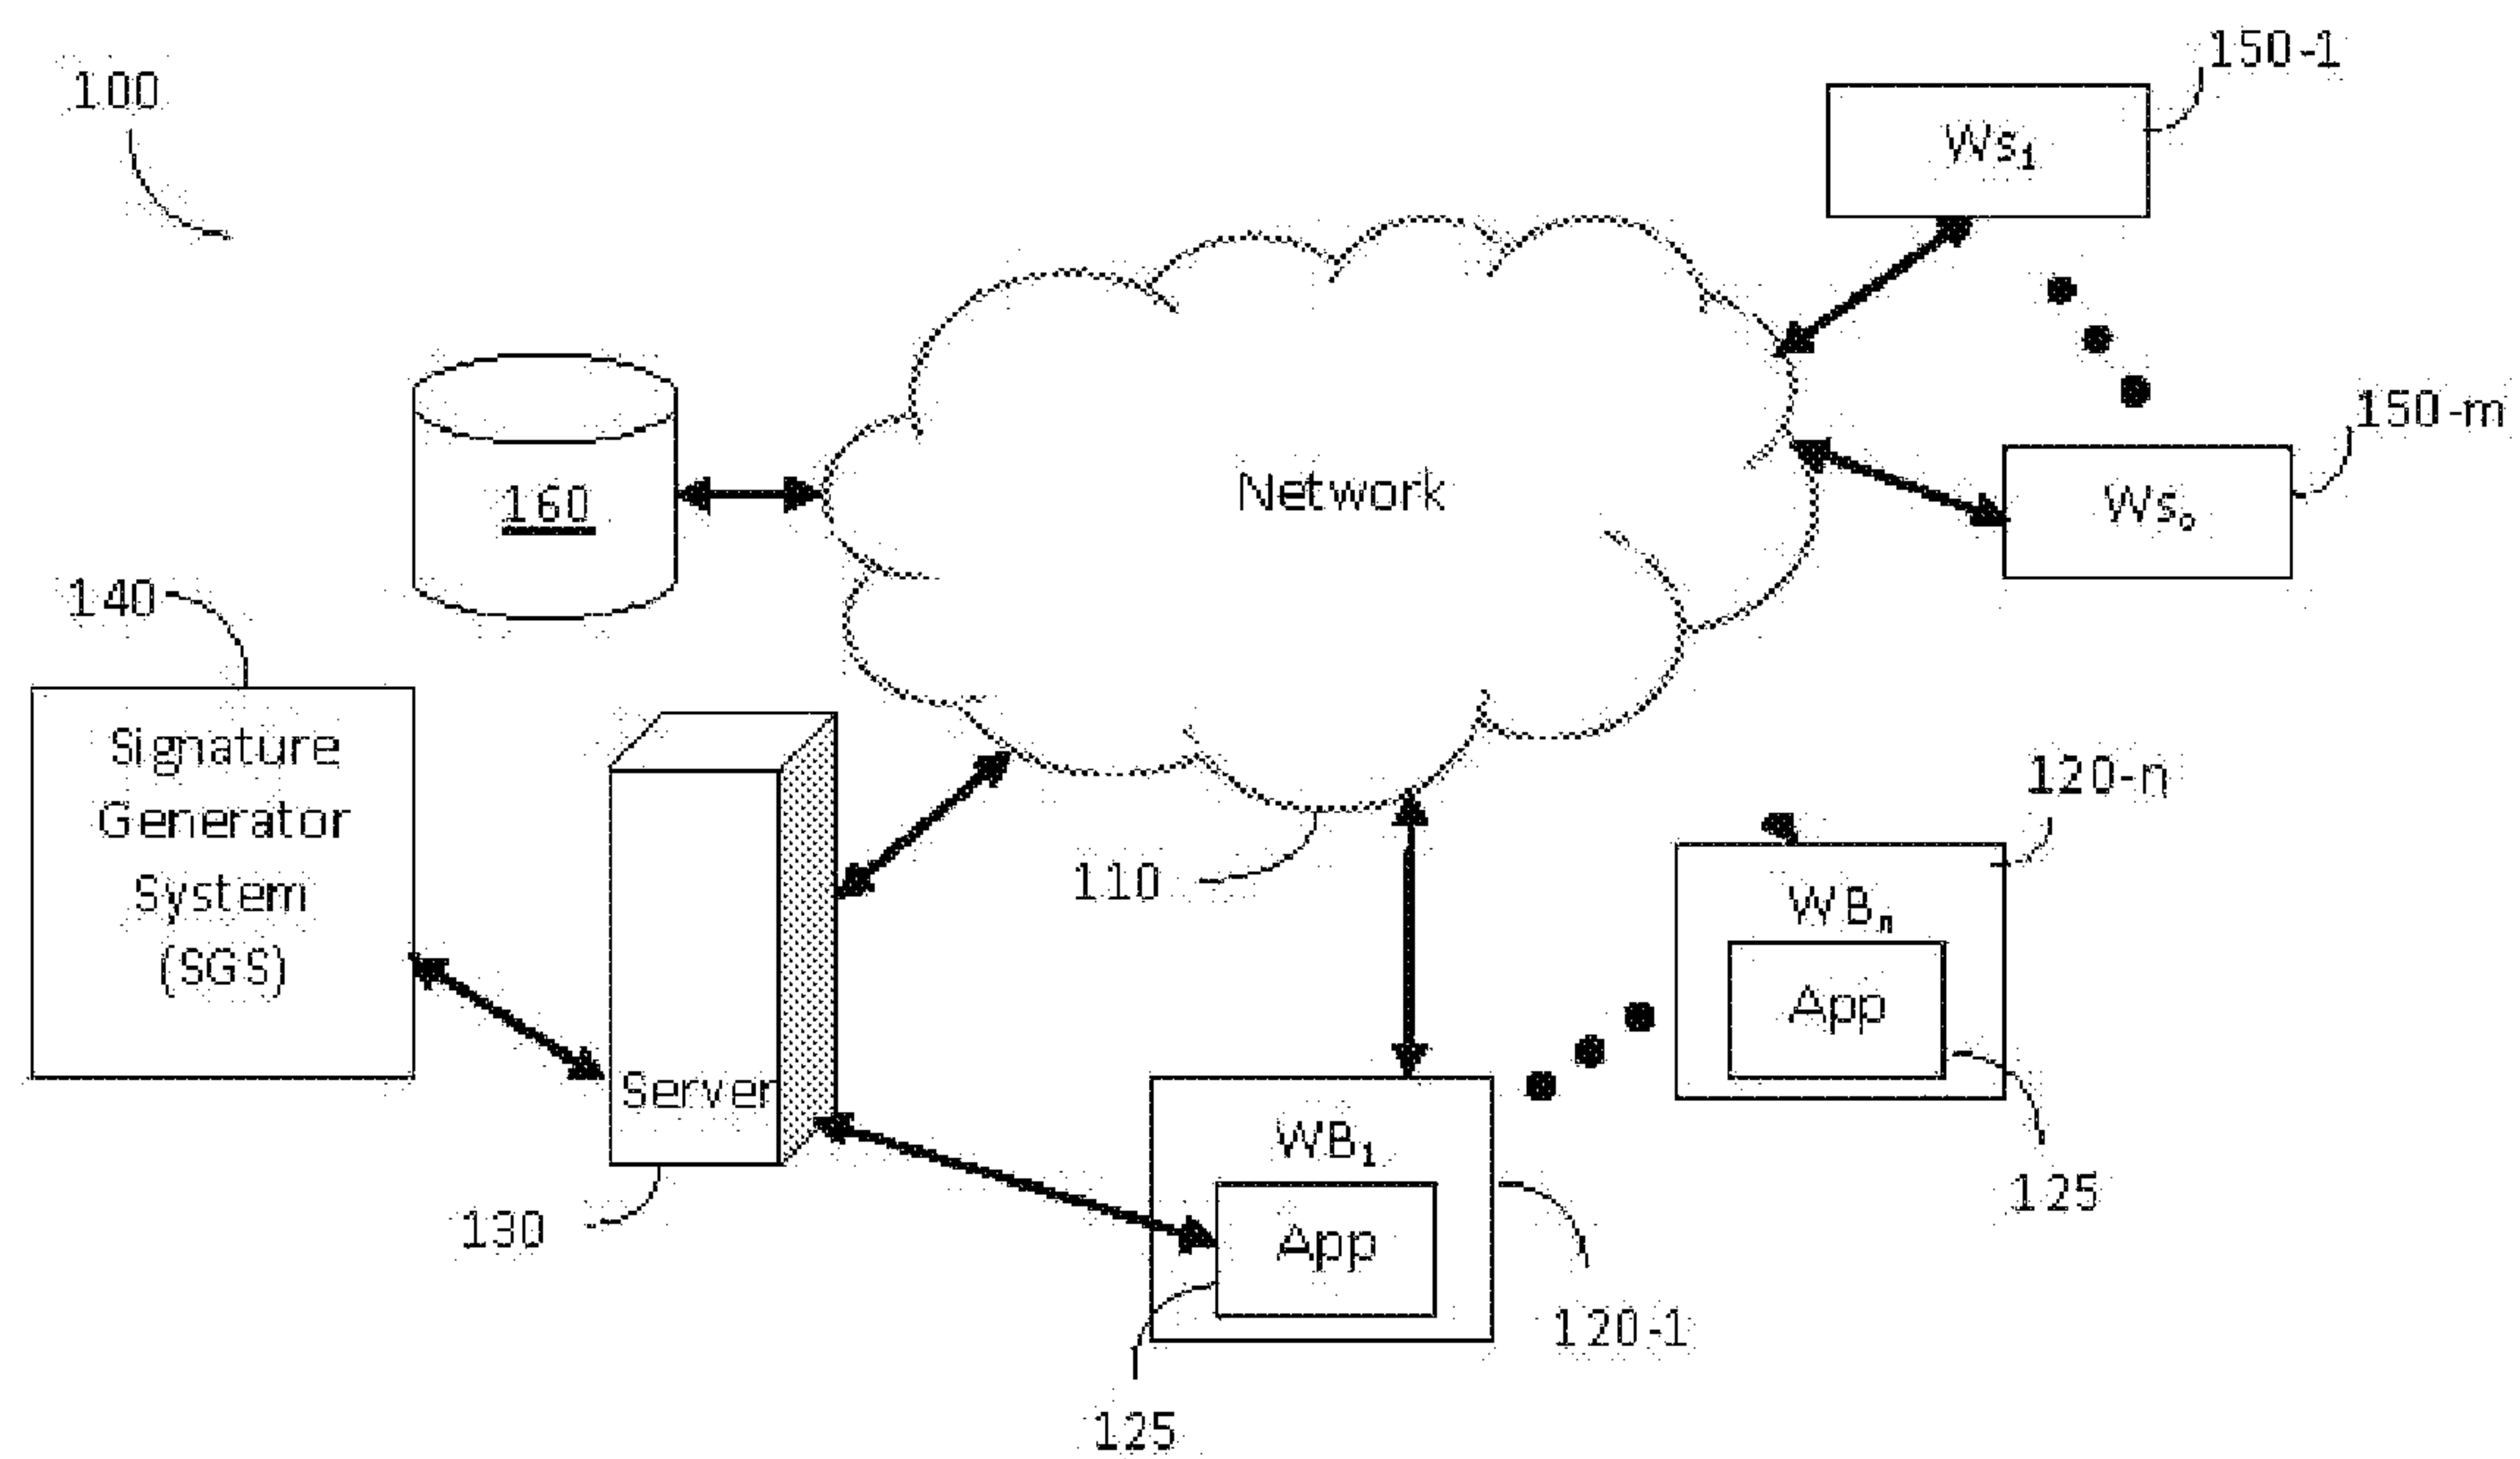 100
150-1
Ws1
150-m
Wso
Network
160
140
Signature
Generator
System
(SGS)
120-n
110
WBn
App
Server
WB1
125
130
App
120-1
125